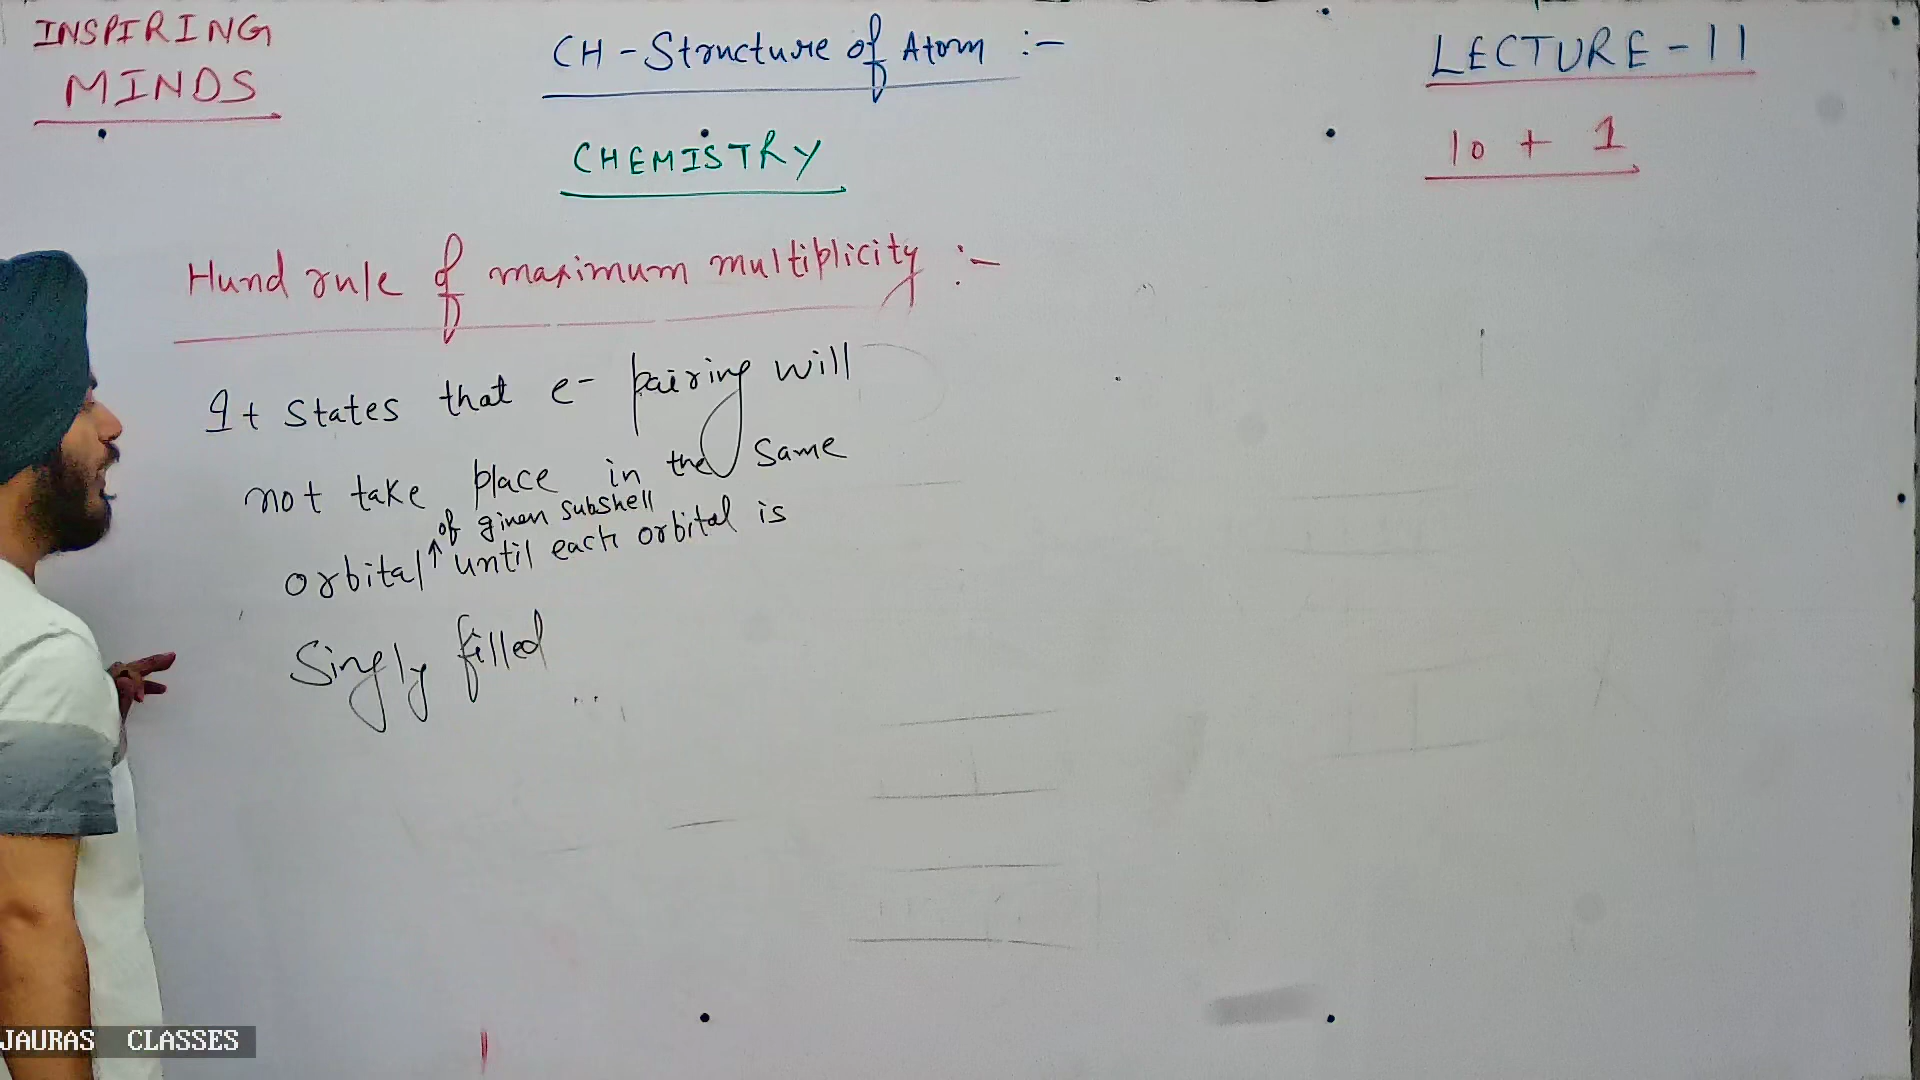 INSPIRING
MINDS
CH - Structure of Atom :-
LECTURE - 11
CHEMISTRY
10 + 1
Hund rule of maximum multiplicity :-
It states that e- pairing will
not take place in the same
of given subshell
orbital ↑ until each orbital is
Singly filled
JAURAS CLASSES